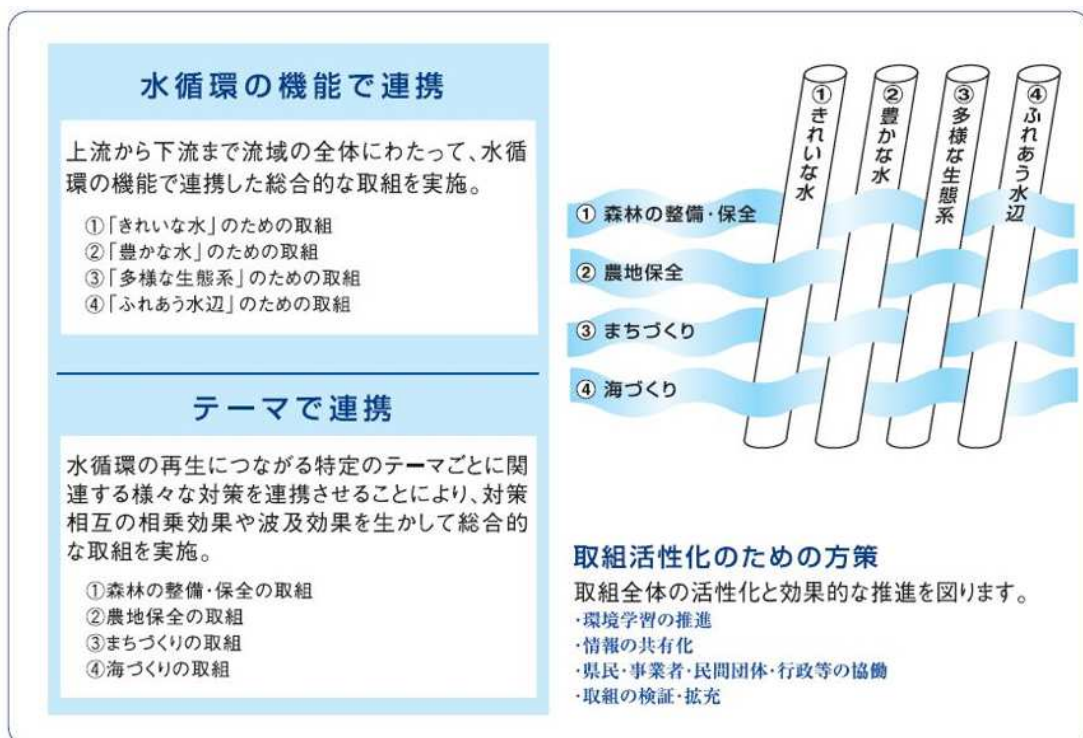 水循環の機能で連携
上流から下流まで流域の全体にわたって、水循
環の機能で連携した総合的な取組を実施。
①「きれいな水」のための取組
②「豊かな水」のための取組
③「多様な生態系」のための取組
④「ふれあう水辺」のための取組
テーマで連携
水循環の再生につながる特定のテーマごとに関
連する様々な対策を連携させることにより、対策
相互の相乗効果や波及効果を生かして総合的
な取組を実施。
①森林の整備・保全の取組
②農地保全の取組
③まちづくりの取組
④海づくりの取組
①きれいな水
②豊かな水
③多様な生態系
④ふれあう水辺
① 森林の整備・保全
② 農地保全
③ まちづくり
④ 海づくり
取組活性化のための方策
取組全体の活性化と効果的な推進を図ります。
・環境学習の推進
・情報の共有化
・県民・事業者・民間団体・行政等の協働
・取組の検証・拡充